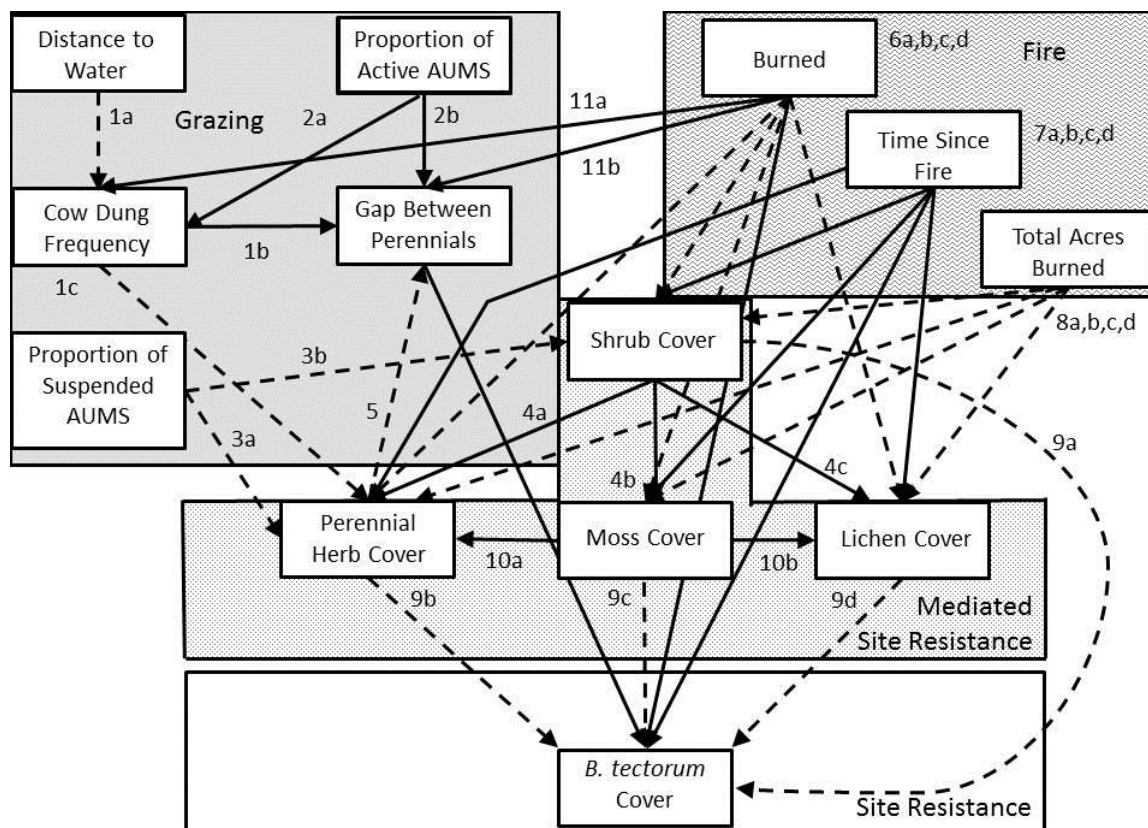 Distance to
Water
Proportion of
Active AUMS
Burned
6a,b,c,d
Fire
1a
Grazing
2a
2b
11a
11b
Time Since
Fire
7a,b,c,d
Cow Dung
Frequency
1b
Gap Between
Perennials
Total Acres
Burned
1c
Proportion of
Suspended
AUMS
3b
Shrub Cover
8a,b,c,d
3a
5
4a
4b
4c
9a
Perennial
Herb Cover
10a
Moss Cover
10b
Lichen Cover
9b
9c
9d
Mediated
Site Resistance
B. tectorum
Cover
Site Resistance